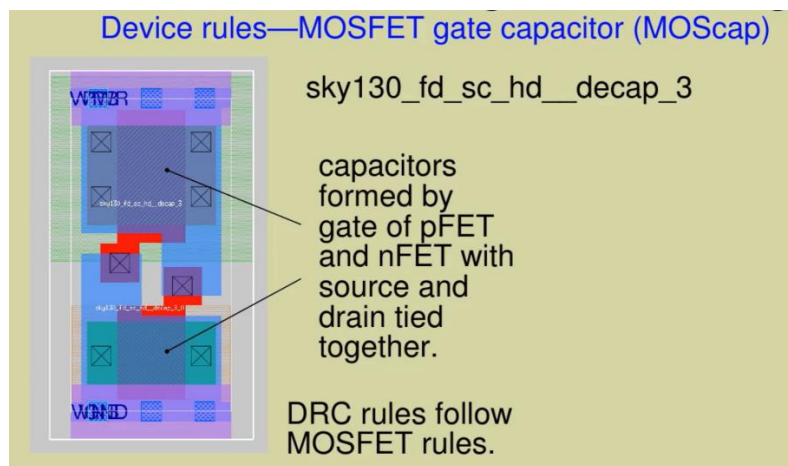 Device rules—MOSFET gate capacitor (MOScap)
sky130_fd_sc_hd__decap_3
capacitors
formed by
gate of pFET
and nFET with
source and
drain tied
together.
sky130_fd_sc_hd__decap_3
DRC rules follow
MOSFET rules.